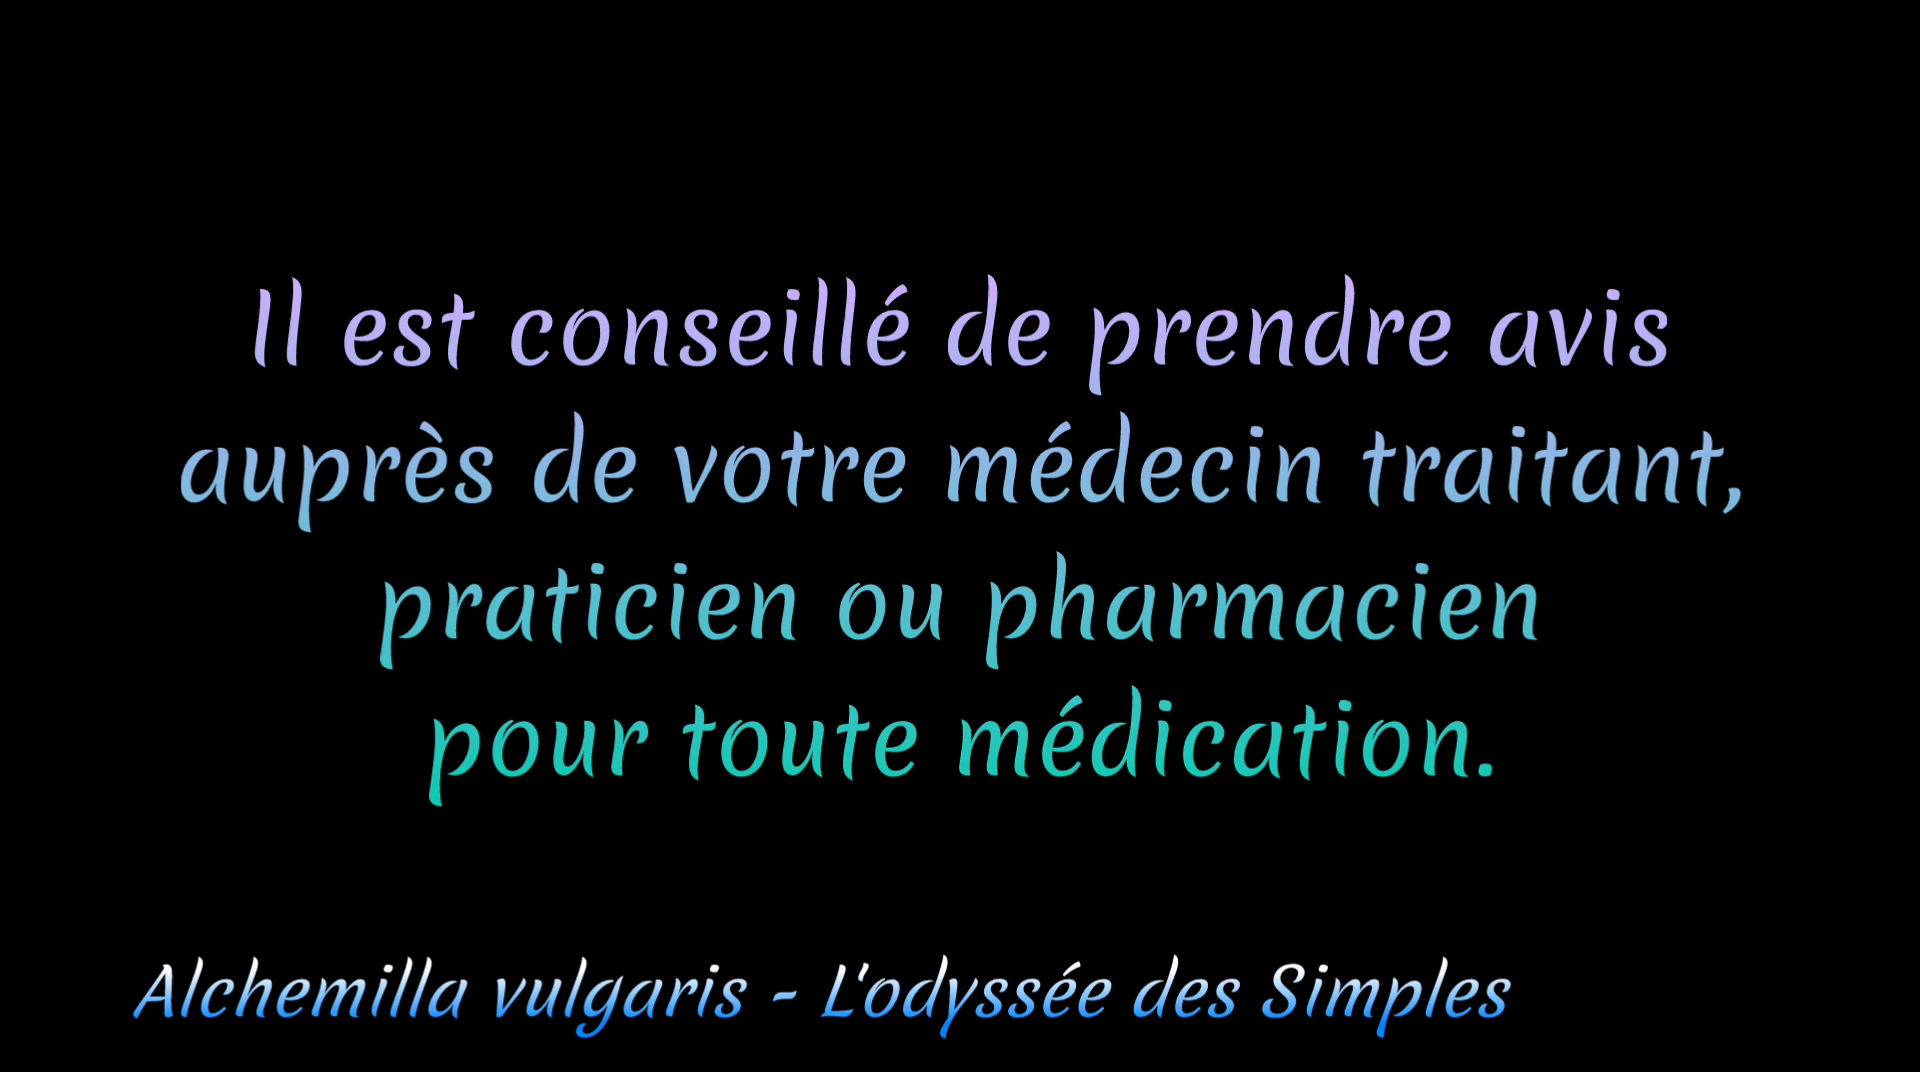 Il est conseillé de prendre avis
auprès de votre médecin traitant,
praticien ou pharmacien
pour toute médication.
Alchemilla vulgaris - L'odyssée des Simples